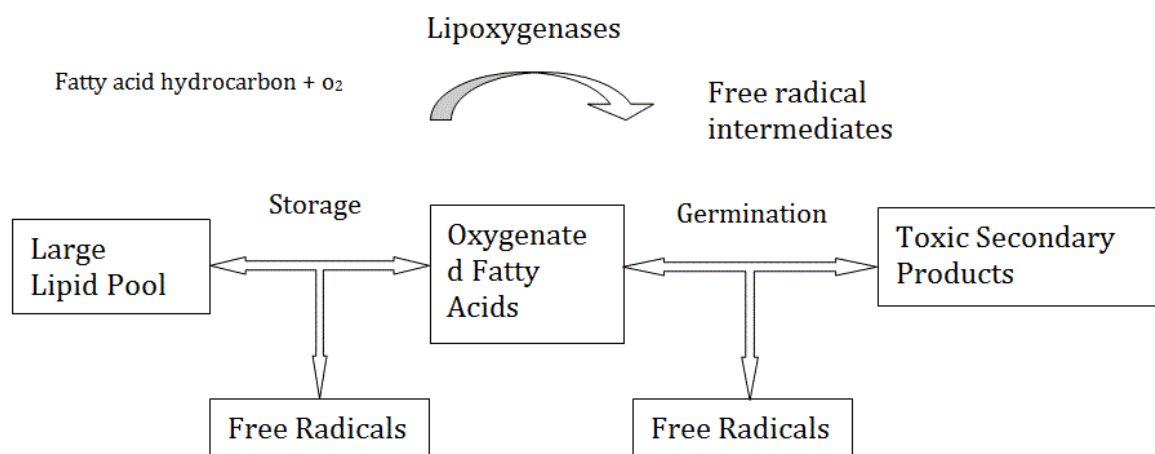 Lipoxygenases
Fatty acid hydrocarbon + o₂
Free radical
intermediates
Storage
Germination
Large
Lipid Pool
Oxygenate
d Fatty
Acids
Toxic Secondary
Products
Free Radicals
Free Radicals